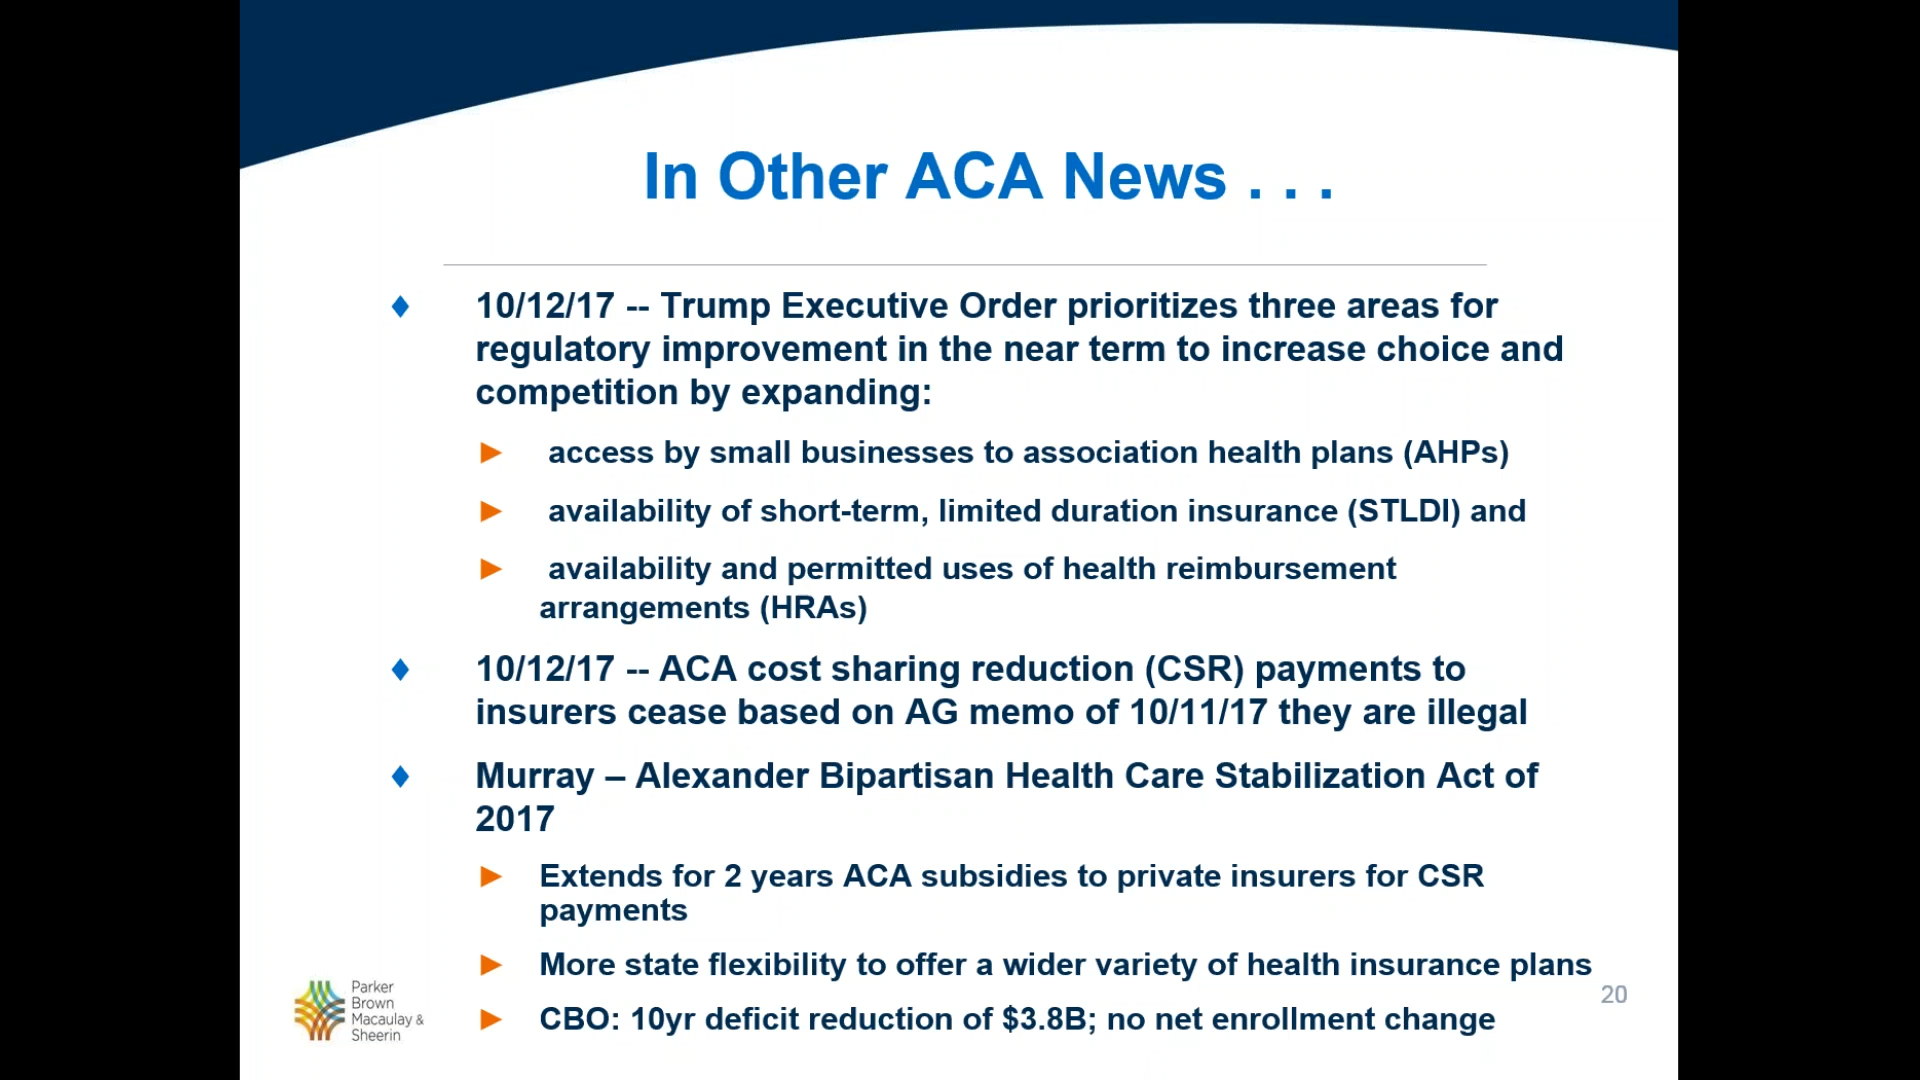 In Other ACA News . . .
10/12/17 -- Trump Executive Order prioritizes three areas for
regulatory improvement in the near term to increase choice and
competition by expanding:
access by small businesses to association health plans (AHPs)
availability of short-term, limited duration insurance (STLDI) and
availability and permitted uses of health reimbursement
arrangements (HRAs)
10/12/17 -- ACA cost sharing reduction (CSR) payments to
insurers cease based on AG memo of 10/11/17 they are illegal
Murray – Alexander Bipartisan Health Care Stabilization Act of
2017
Extends for 2 years ACA subsidies to private insurers for CSR
payments
More state flexibility to offer a wider variety of health insurance plans
CBO: 10yr deficit reduction of $3.8B; no net enrollment change
Parker
Brown
Macaulay &
Sheerin
20